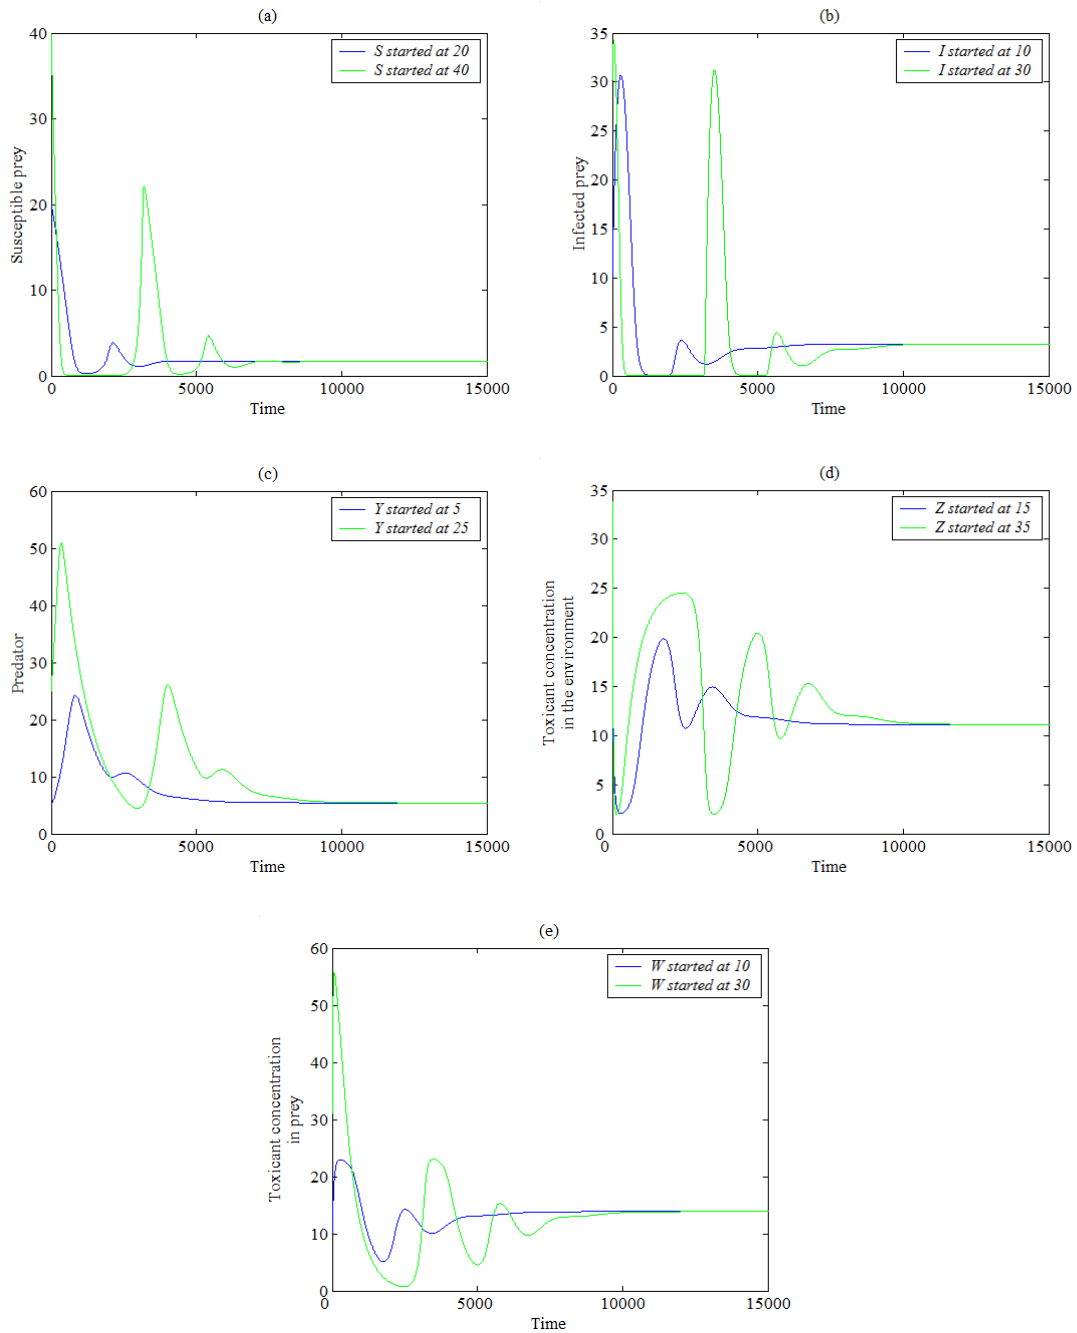 (a)
40
30
20
10
0
Susceptible prey
S started at 20
S started at 40
0 5000 10000 15000
Time
(b)
35
30
25
20
15
10
5
0
Infected prey
I started at 10
I started at 30
0 5000 10000 15000
Time
(c)
60
50
40
30
20
10
0
Predator
Y started at 5
Y started at 25
0 5000 10000 15000
Time
(d)
35
30
25
20
15
10
5
0
Toxicant concentration
in the environment
Z started at 15
Z started at 35
0 5000 10000 15000
Time
(e)
60
50
40
30
20
10
0
Toxicant concentration
in prey
W started at 10
W started at 30
0 5000 10000 15000
Time